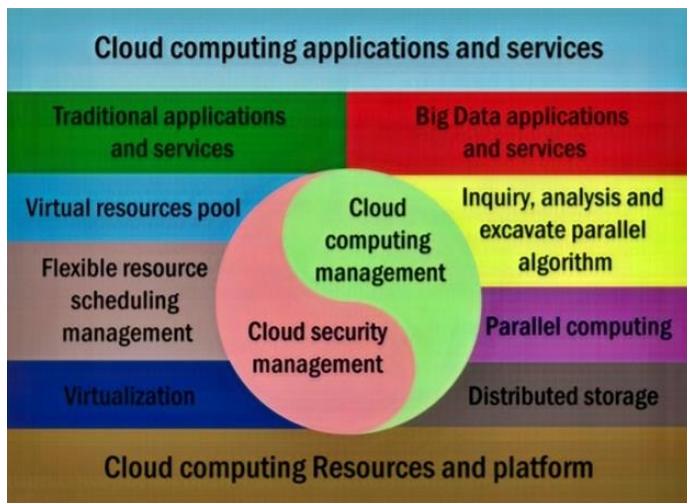 Cloud computing applications and services
Traditional applications
and services
Big Data applications
and services
Virtual resources pool
Cloud
computing
management
Inquiry, analysis and
excavate parallel
algorithm
Flexible resource
scheduling
management
Cloud security
management
Parallel computing
Virtualization
Distributed storage
Cloud computing Resources and platform